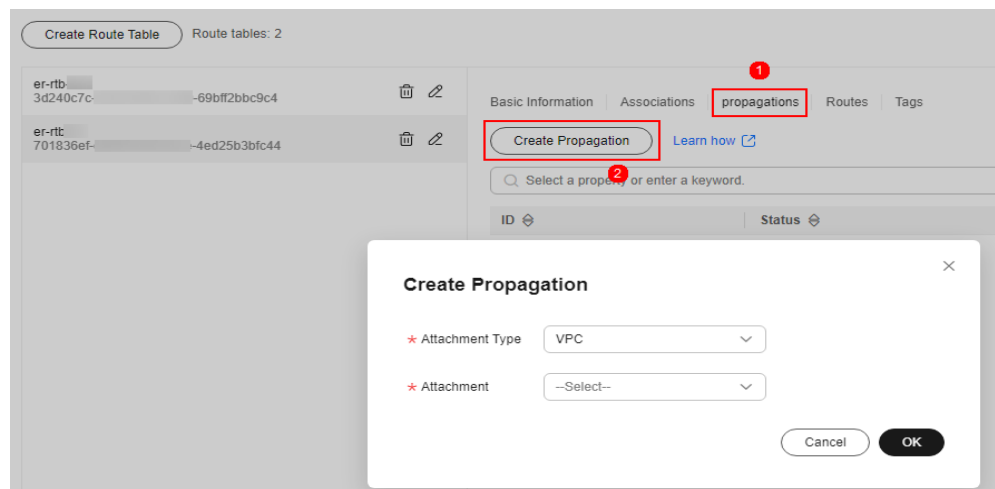 Create Route Table Route tables: 2
er-rtb-
3d240c7c- -69bff2bbc9c4
1
Basic Information Associations propagations Routes Tags
er-rtb
701836ef- -4ed25b3bfc44
Create Propagation Learn how
2
Select a property or enter a keyword.
ID Status
Create Propagation
* Attachment Type VPC
* Attachment --Select--
Cancel OK